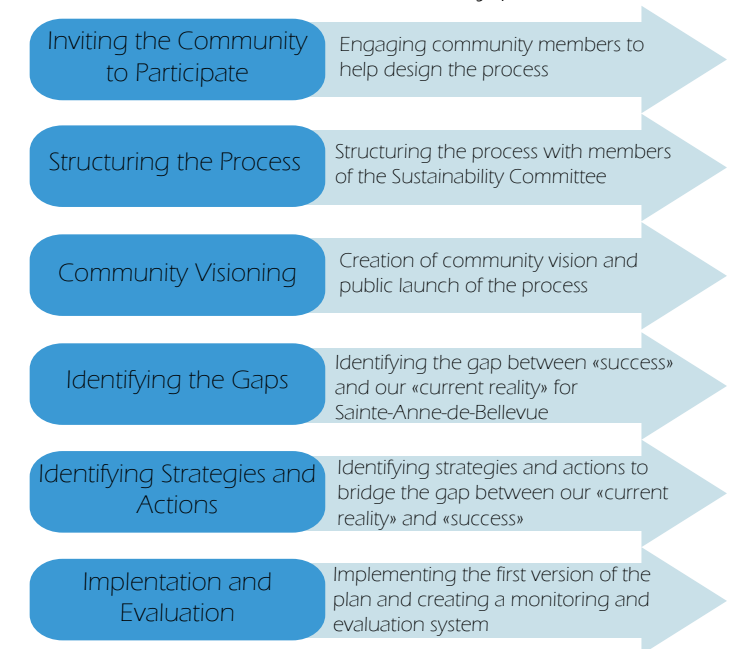 Inviting the Community
to Participate
Engaging community members to
help design the process
Structuring the Process
Structuring the process with members
of the Sustainability Committee
Community Visioning
Creation of community vision and
public launch of the process
Identifying the Gaps
Identifying the gap between «success»
and our «current reality» for
Sainte-Anne-de-Bellevue
Identifying Strategies and
Actions
Identifying strategies and actions to
bridge the gap between our «current
reality» and «success»
Implentation and
Evaluation
Implementing the first version of the
plan and creating a monitoring and
evaluation system